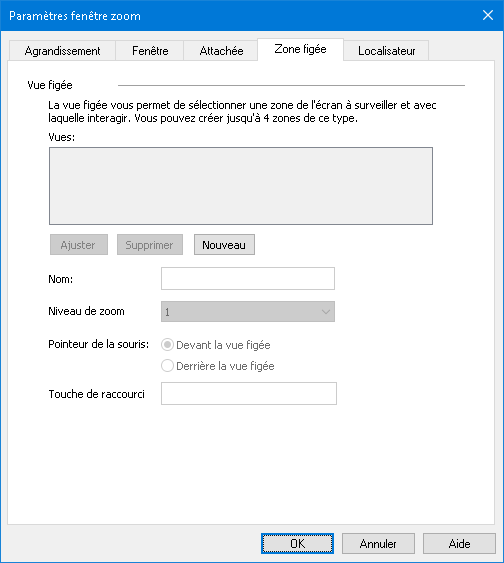 Paramètres fenêtre zoom
Agrandissement Fenêtre Attachée Zone figée Localisateur
Vue figée
La vue figée vous permet de sélectionner une zone de l'écran à surveiller et avec
laquelle interagir. Vous pouvez créer jusqu'à 4 zones de ce type.
Vues:
Ajuster Supprimer Nouveau
Nom:
Niveau de zoom 1
Pointeur de la souris: Devant la vue figée
Derrière la vue figée
Touche de raccourci
OK Annuler Aide